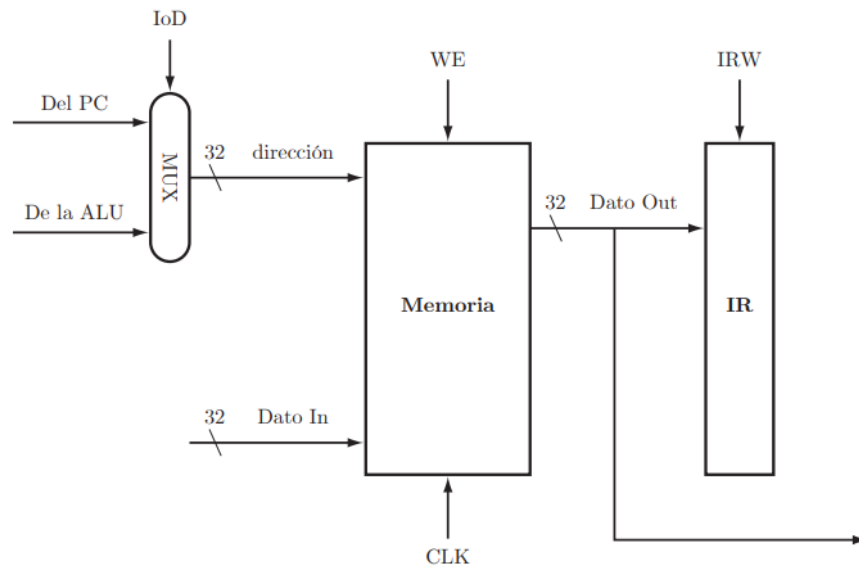 IoD
WE
IRW
Del PC
MUX
32
dirección
32
Dato Out
De la ALU
Memoria
IR
32
Dato In
CLK